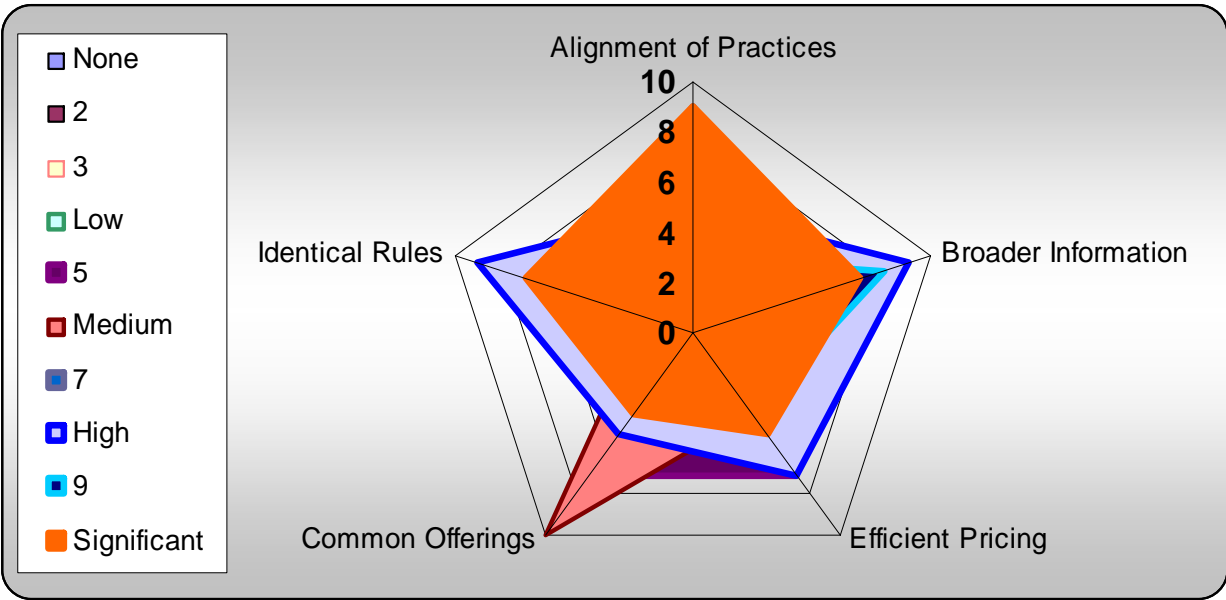 None
2
3
Low
5
Medium
7
High
9
Significant
Alignment of Practices
10
8
6
4
2
0
Identical Rules
Broader Information
Common Offerings
Efficient Pricing